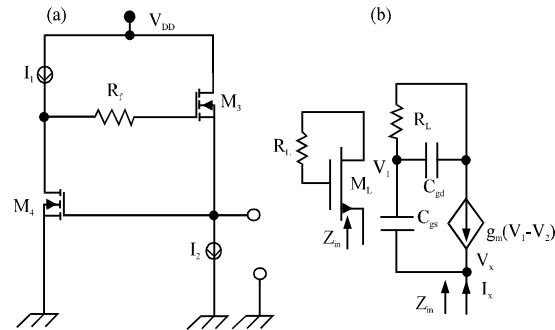 (a)
V_DD
I_1
R_f
M_3
M_4
I_2
(b)
R_L
M_L
Z_in
R_L
V_1
C_gd
C_gs
g_m(V_1-V_2)
V_x
Z_in
I_x